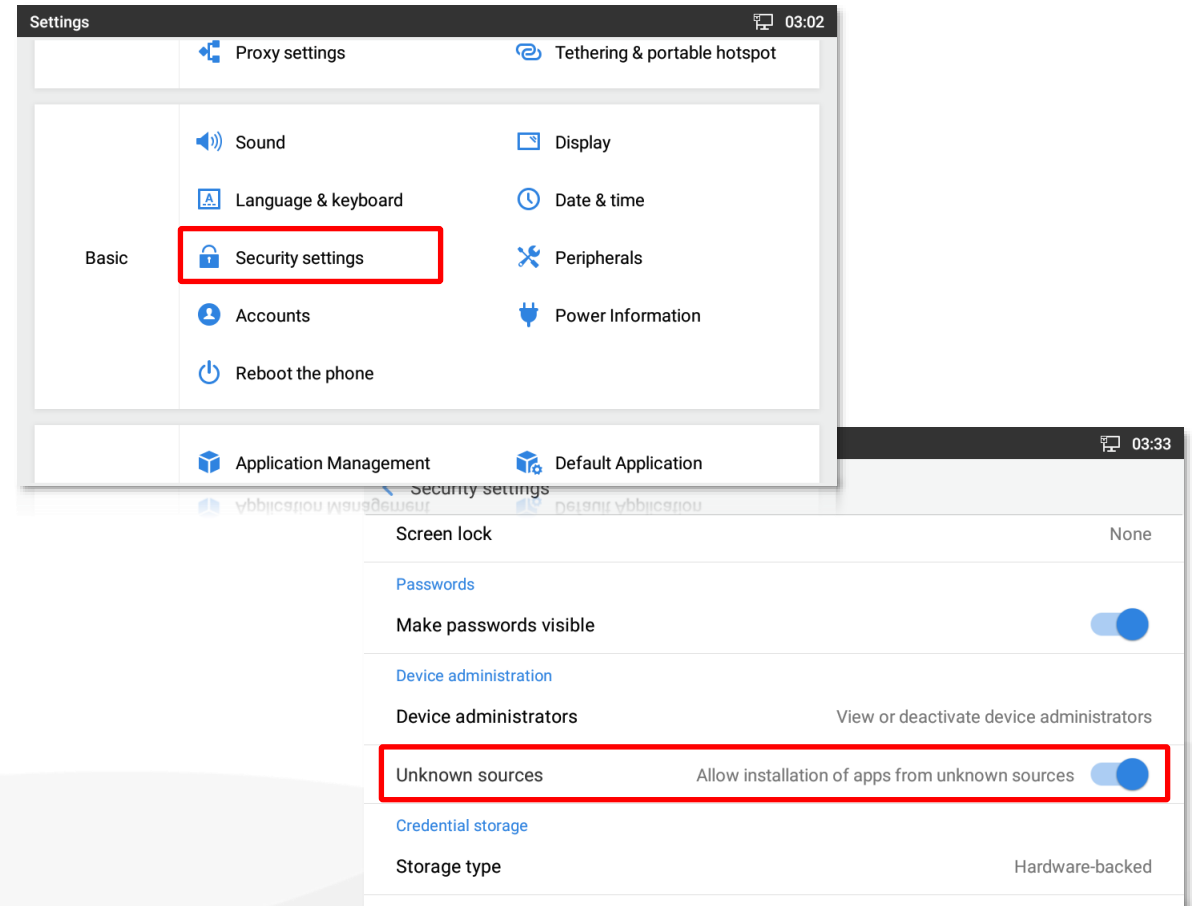 Settings 03:02
Proxy settings Tethering & portable hotspot
Sound Display
Language & keyboard Date & time
Basic Security settings Peripherals
Accounts Power Information
Reboot the phone
Application Management Default Application
03:33
Security settings
Screen lock None
Passwords
Make passwords visible
Device administration
Device administrators View or deactivate device administrators
Unknown sources Allow installation of apps from unknown sources
Credential storage
Storage type Hardware-backed